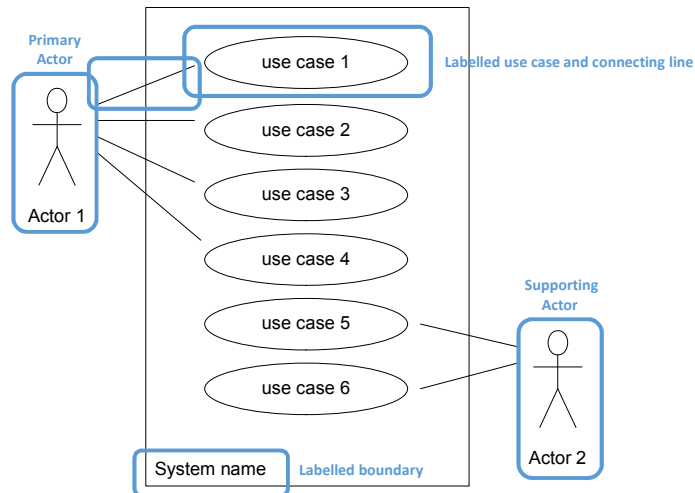 Primary
Actor
use case 1
Labelled use case and connecting line
use case 2
use case 3
Actor 1
use case 4
Supporting
Actor
use case 5
use case 6
Actor 2
System name
Labelled boundary